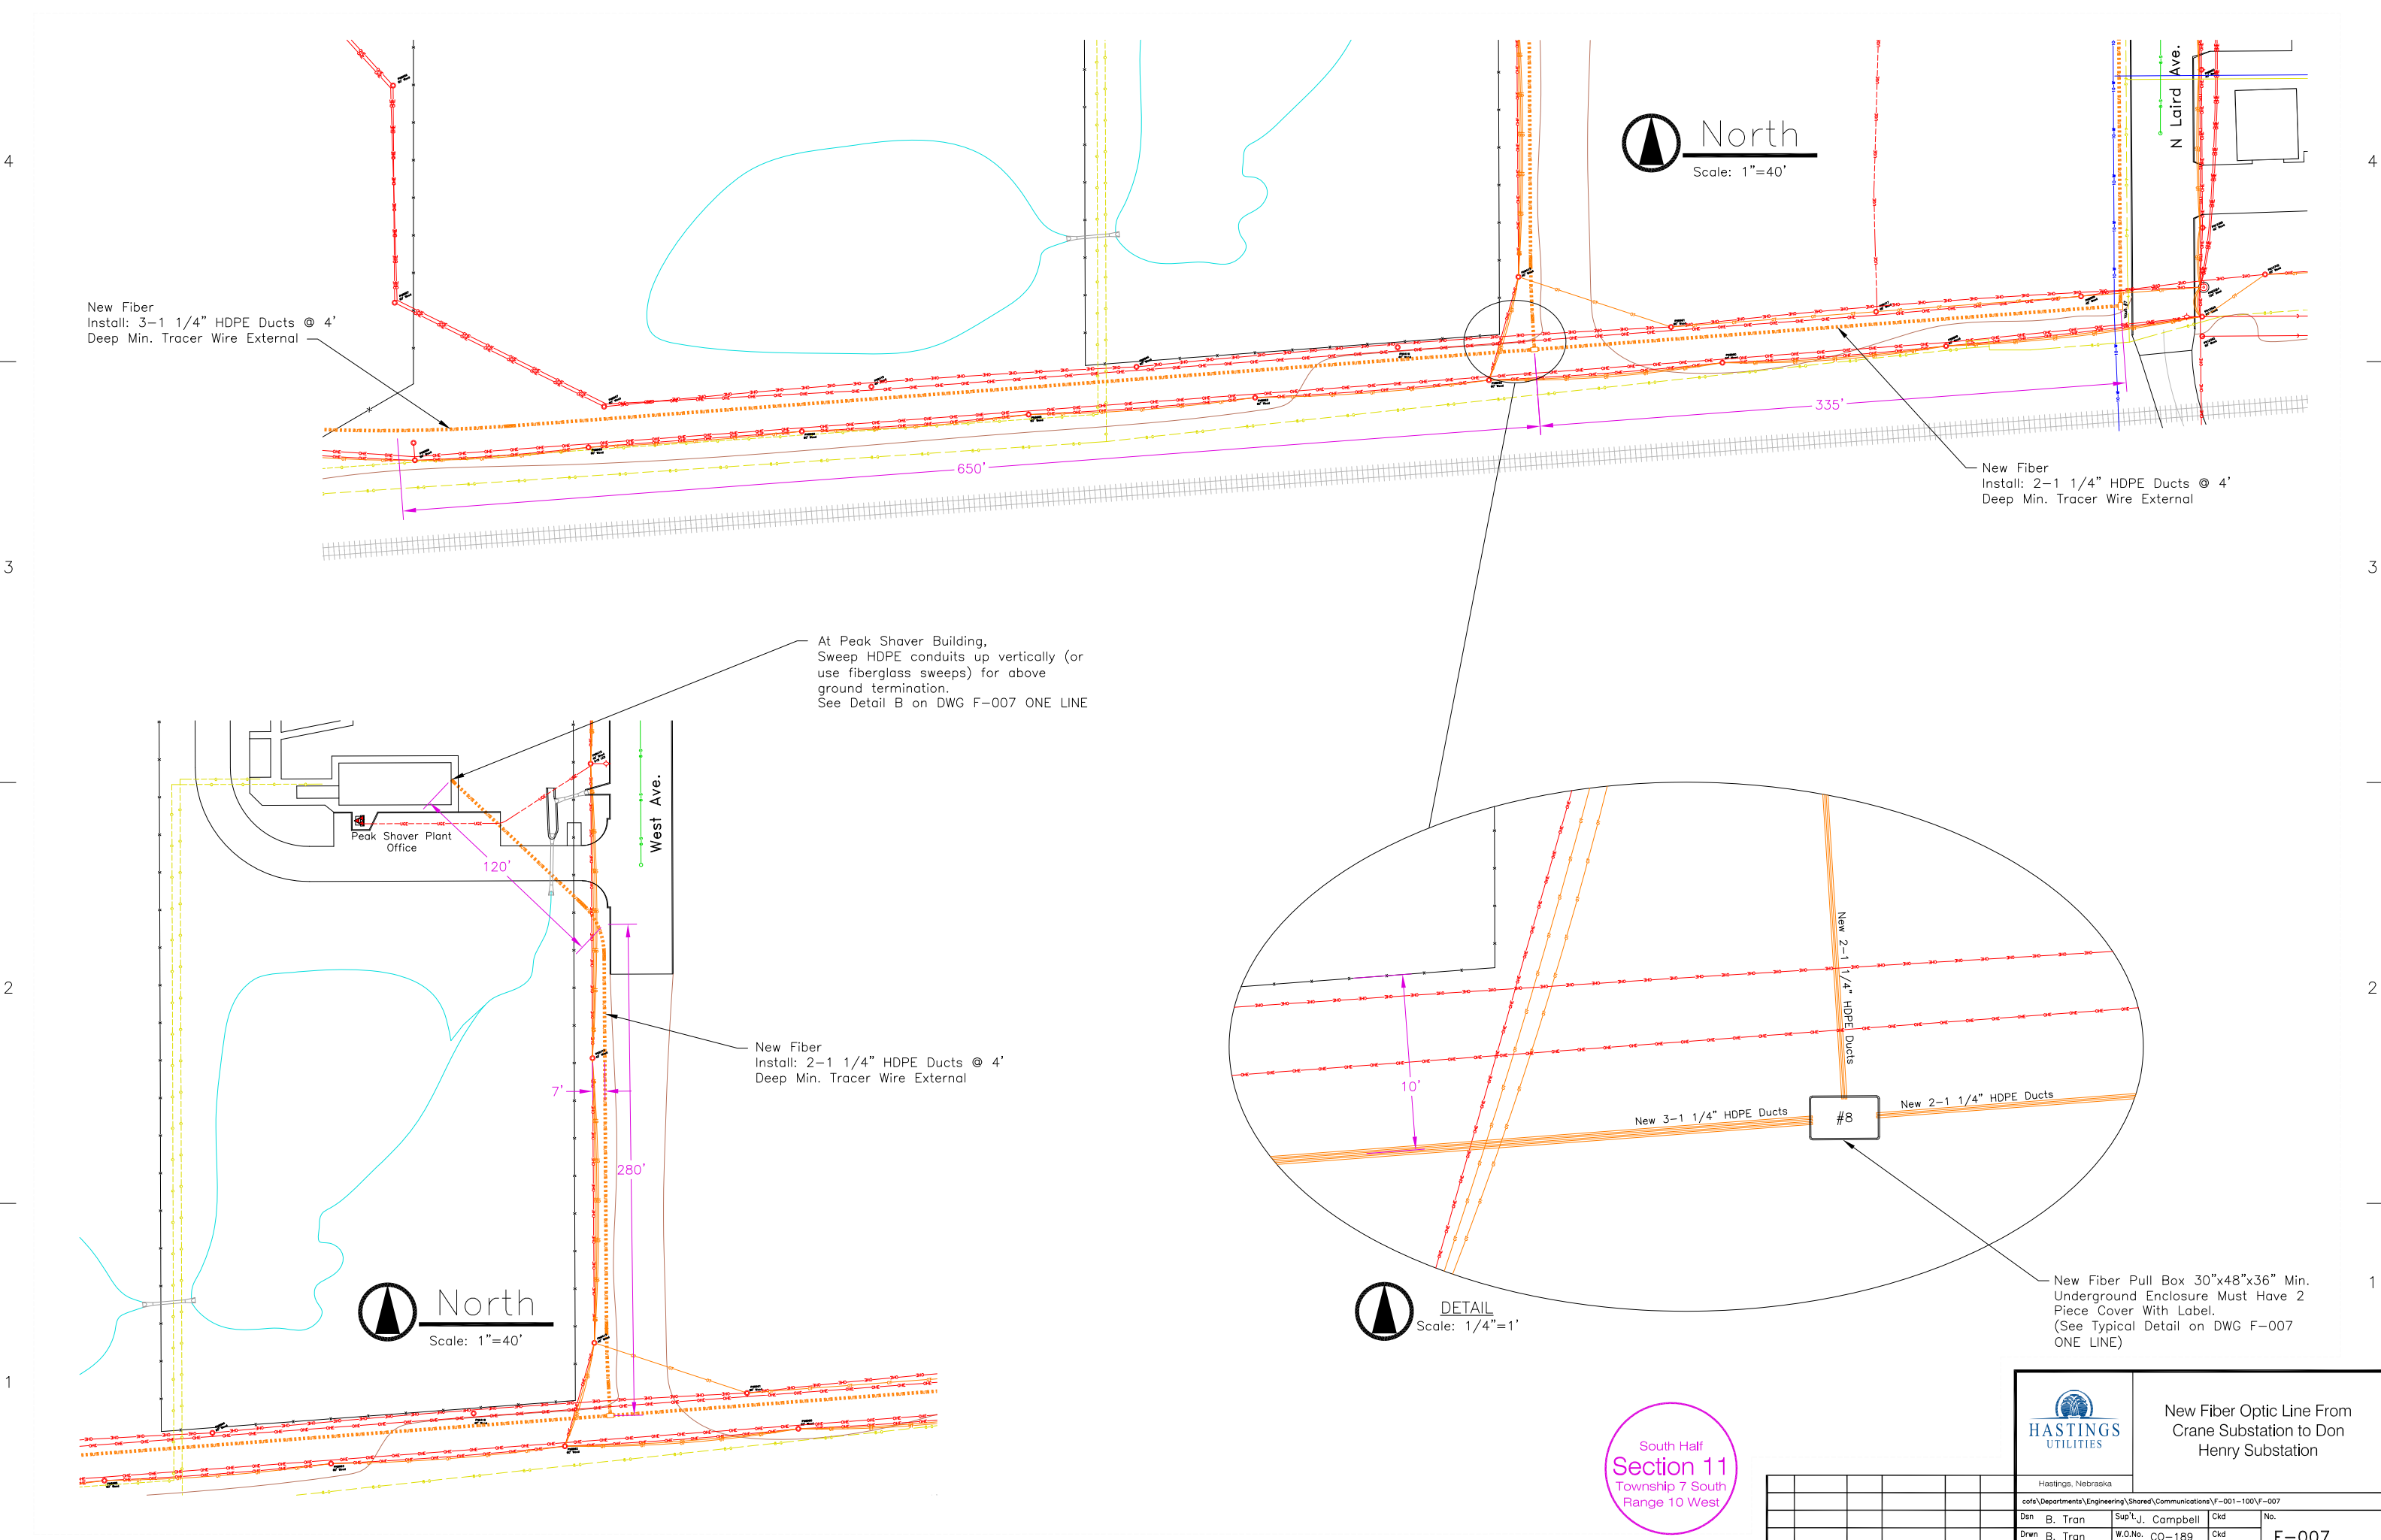 4
4
3
3
2
2
1
1
North
Scale: 1"=40'
N Laird Ave.
New Fiber
Install: 3-1 1/4" HDPE Ducts @ 4'
Deep Min. Tracer Wire External
650'
335'
New Fiber
Install: 2-1 1/4" HDPE Ducts @ 4'
Deep Min. Tracer Wire External
At Peak Shaver Building,
Sweep HDPE conduits up vertically (or
use fiberglass sweeps) for above
ground termination.
See Detail B on DWG F-007 ONE LINE
Peak Shaver Plant
Office
West Ave.
120'
New Fiber
Install: 2-1 1/4" HDPE Ducts @ 4'
Deep Min. Tracer Wire External
7'
280'
North
Scale: 1"=40'
New 2-1 1/4" HDPE Ducts
10'
New 3-1 1/4" HDPE Ducts
#8
New 2-1 1/4" HDPE Ducts
DETAIL
Scale: 1/4"=1'
New Fiber Pull Box 30"x48"x36" Min.
Underground Enclosure Must Have 2
Piece Cover With Label.
(See Typical Detail on DWG F-007
ONE LINE)
South Half
Section 11
Township 7 South
Range 10 West
HASTINGS
UTILITIES
Hastings, Nebraska
New Fiber Optic Line From
Crane Substation to Don
Henry Substation
cofs\Departments\Engineering\Shared\Communications\F-001-100\F-007
Dsn B. Tran Sup't. J. Campbell Ckd No.
Drwn B. Tran W.O.No. CO-189 Ckd F-007